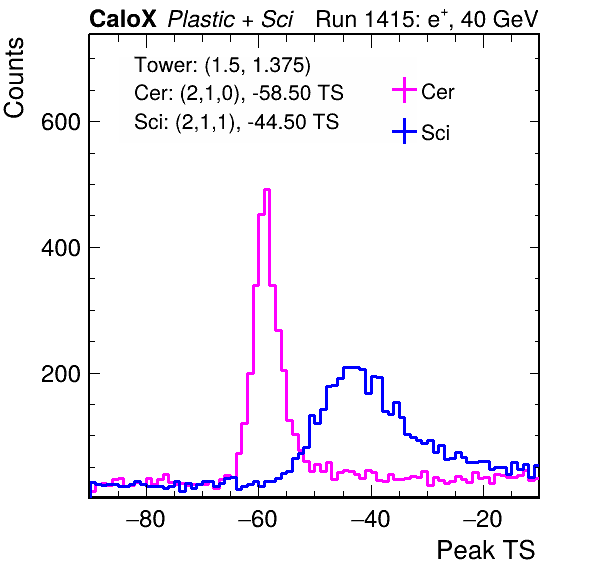 CaloX Plastic + Sci Run 1415: e+, 40 GeV
Tower: (1.5, 1.375)
Cer: (2,1,0), -58.50 TS
Sci: (2,1,1), -44.50 TS
Cer
Sci
Counts
600
400
200
−80 −60 −40 −20
Peak TS